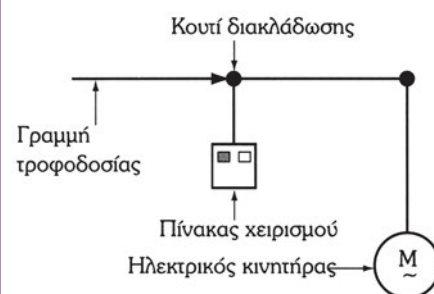 Κουτί διακλάδωσης
Γραμμή
τροφοδοσίας
Πίνακας χειρισμού
Ηλεκτρικός κινητήρας
M
~